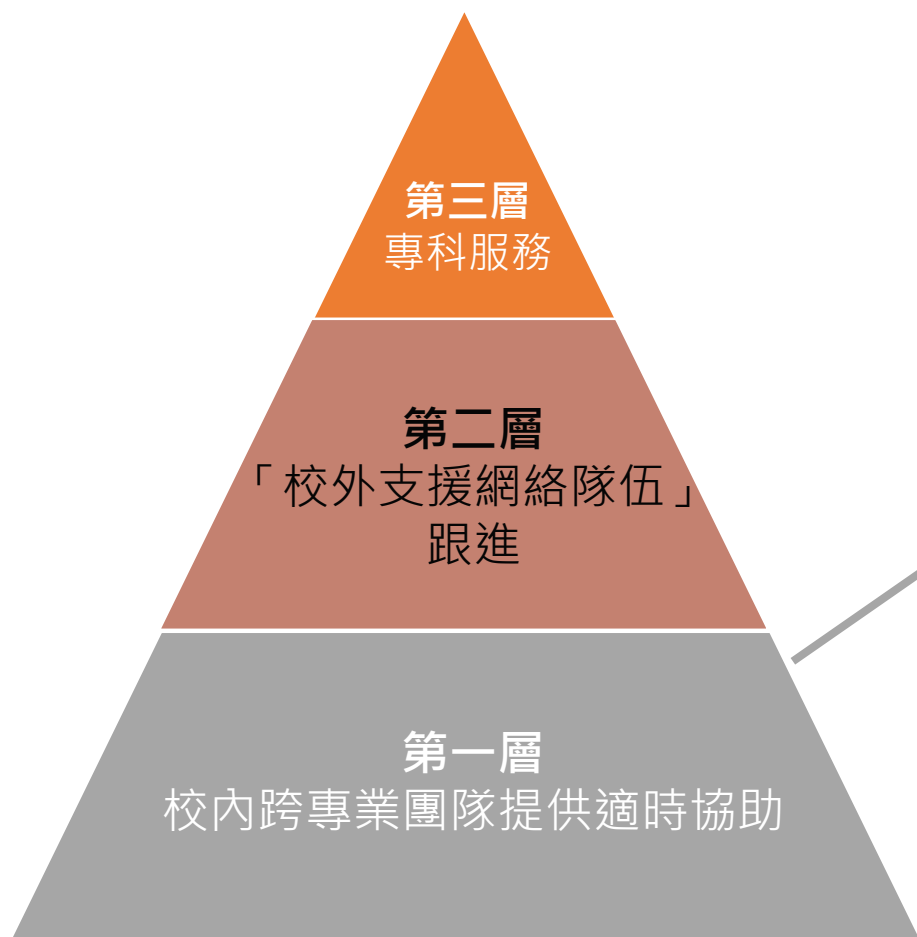 第三層
專科服務
第二層
「校外支援網絡隊伍」
跟進
第一層
校內跨專業團隊提供適時協助